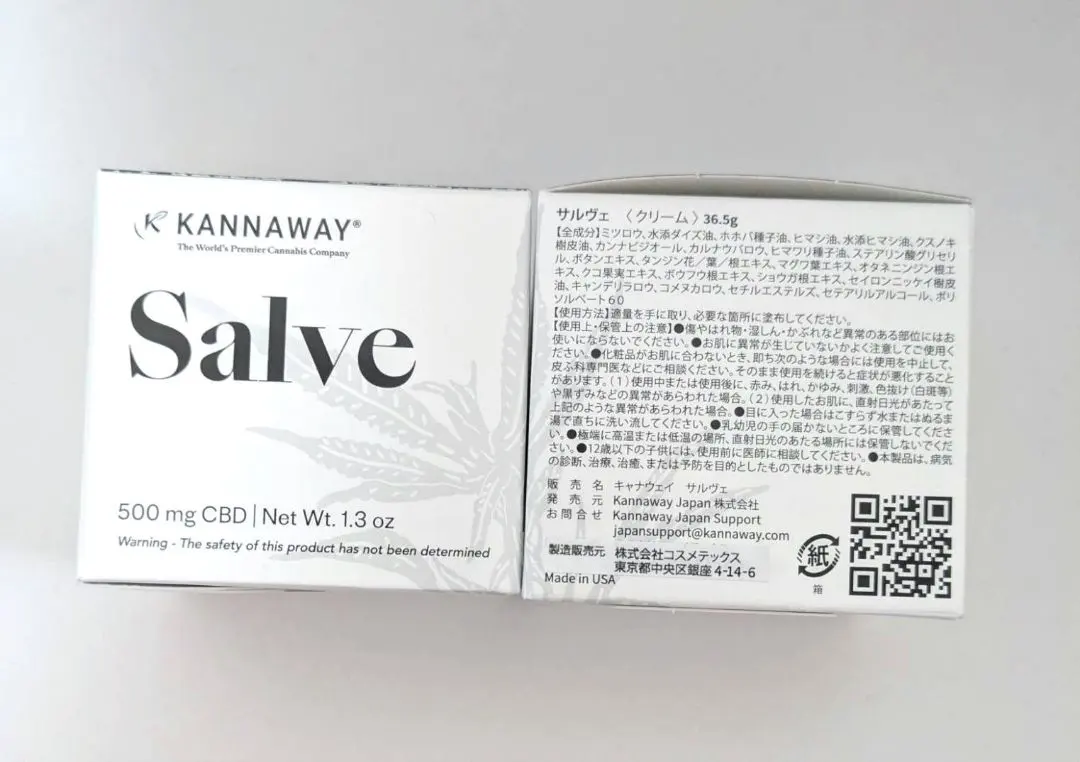 KANNAWAY®
The World's Premier Cannabis Company
Salve
500 mg CBD | Net Wt. 1.3 oz
Warning - The safety of this product has not been determined
サルヴェ 〈クリーム〉36.5g
【全成分】ミツロウ、水添ダイズ油、ホホバ種子油、ヒマシ油、水添ヒマシ油、クスノキ
樹皮油、カンナビジオール、カルナウバロウ、ヒマワリ種子油、ステアリン酸グリセリ
ル、ボタンエキス、タンジン花／葉／根エキス、マグワ葉エキス、オタネニンジン根エ
キス、クコ果実エキス、ボウフウ根エキス、ショウガ根エキス、セイロンニッケイ樹皮
油、キャンデリラロウ、コメヌカロウ、セチルエステルズ、セテアリルアルコール、ポリ
ソルベート６０
【使用方法】適量を手に取り、必要な箇所に塗布してください。
【使用上・保管上の注意】●傷やはれ物・湿しん・かぶれなど異常のある部位にはお
使いにならないでください。●お肌に異常が生じていないかよく注意してご使用く
ださい。●化粧品がお肌に合わないとき、即ち次のような場合には使用を中止して、
皮ふ科専門医などにご相談ください。そのまま使用を続けると症状が悪化すること
があります。（１）使用中または使用後に、赤み、はれ、かゆみ、刺激、色抜け（白斑等）
や黒ずみなどの異常があらわれた場合。（２）使用したお肌に、直射日光があたって
上記のような異常があらわれた場合。●目に入った場合はこすらず水またはぬるま
湯で直ちに洗い流してください。●乳幼児の手の届かないところに保管してくださ
い。●極端に高温または低温の場所、直射日光のあたる場所には保管しないでくだ
さい。●12歳以下の子供には、使用前に医師に相談してください。●本製品は、病気
の診断、治療、治癒、または予防を目的としたものではありません。
販売名 キャナウェイ サルヴェ
発売元 Kannaway Japan 株式会社
お問合せ Kannaway Japan Support
japansupport@kannaway.com
製造販売元 株式会社コスメテックス
東京都中央区銀座 4-14-6
Made in USA
紙
箱